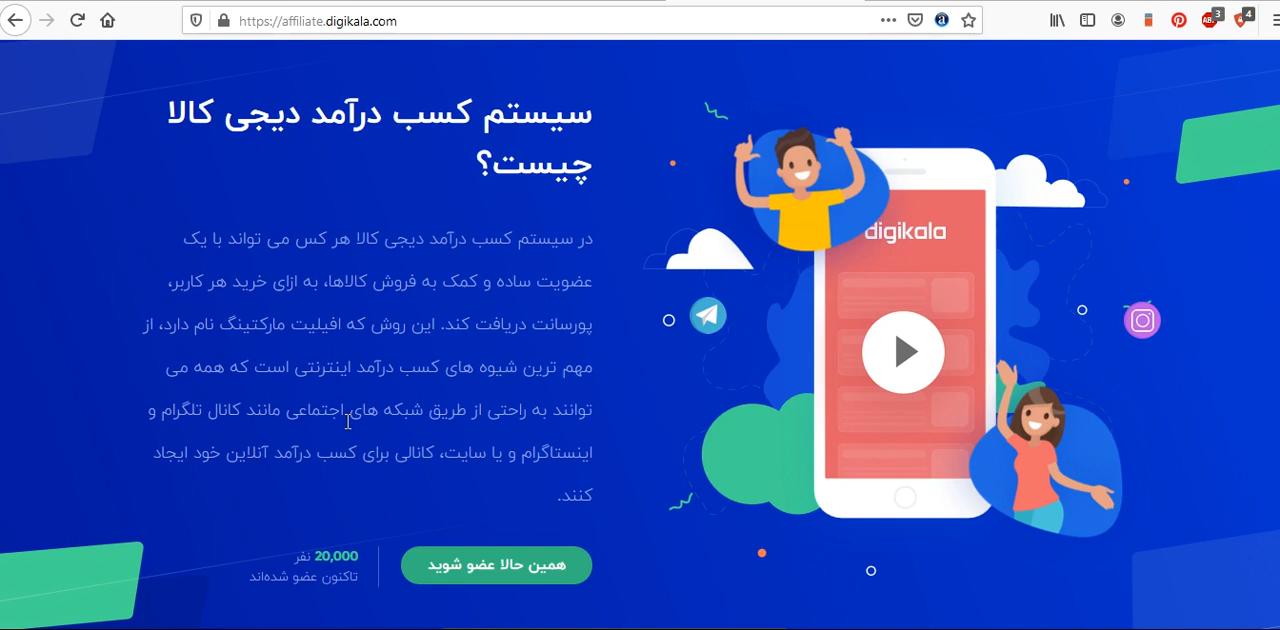 https://affiliate.digikala.com
3
4
سیستم کسب درآمد دیجی کالا
چیست؟
در سیستم کسب درآمد دیجی کالا هر کس می تواند با یک
عضویت ساده و کمک به فروش کالاها، به ازای خرید هر کاربر،
پورسانت دریافت کند. این روش که افیلیت مارکتینگ نام دارد، از
مهم ترین شیوه های کسب درآمد اینترنتی است که همه می
توانند به راحتی از طریق شبکه های اجتماعی مانند کانال تلگرام و
اینستاگرام و یا سایت، کانالی برای کسب درآمد آنلاین خود ایجاد
کنند.
همین حالا عضو شوید
20,000 نفر
تاکنون عضو شده‌اند
digikala